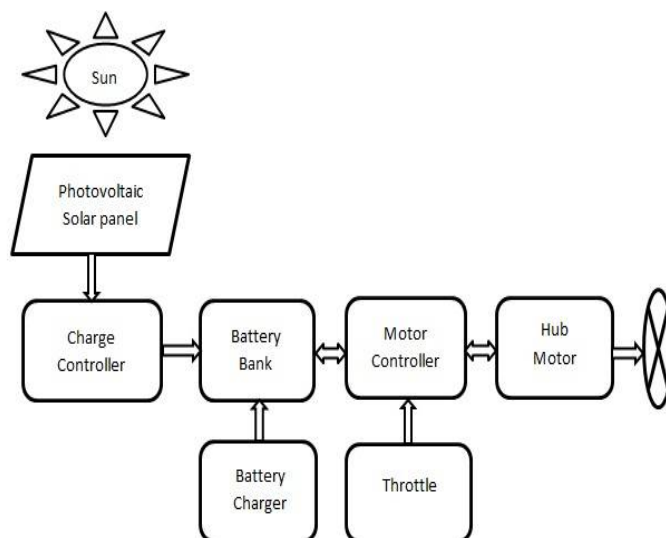 Sun
Photovoltaic
Solar panel
Charge
Controller
Battery
Bank
Motor
Controller
Hub
Motor
Battery
Charger
Throttle